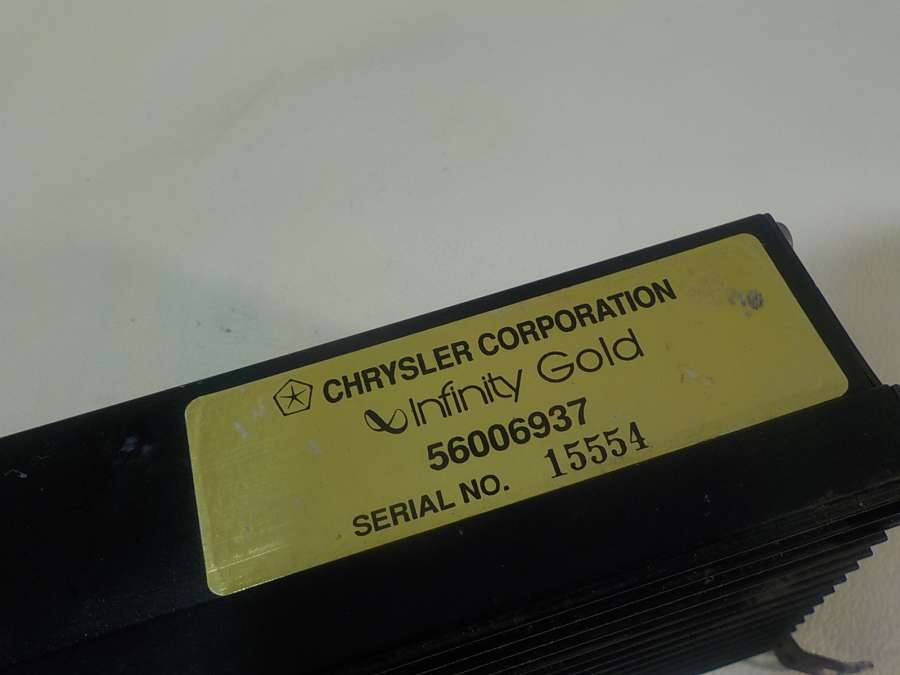 CHRYSLER CORPORATION
Infinity Gold
56006937
SERIAL NO. 15554